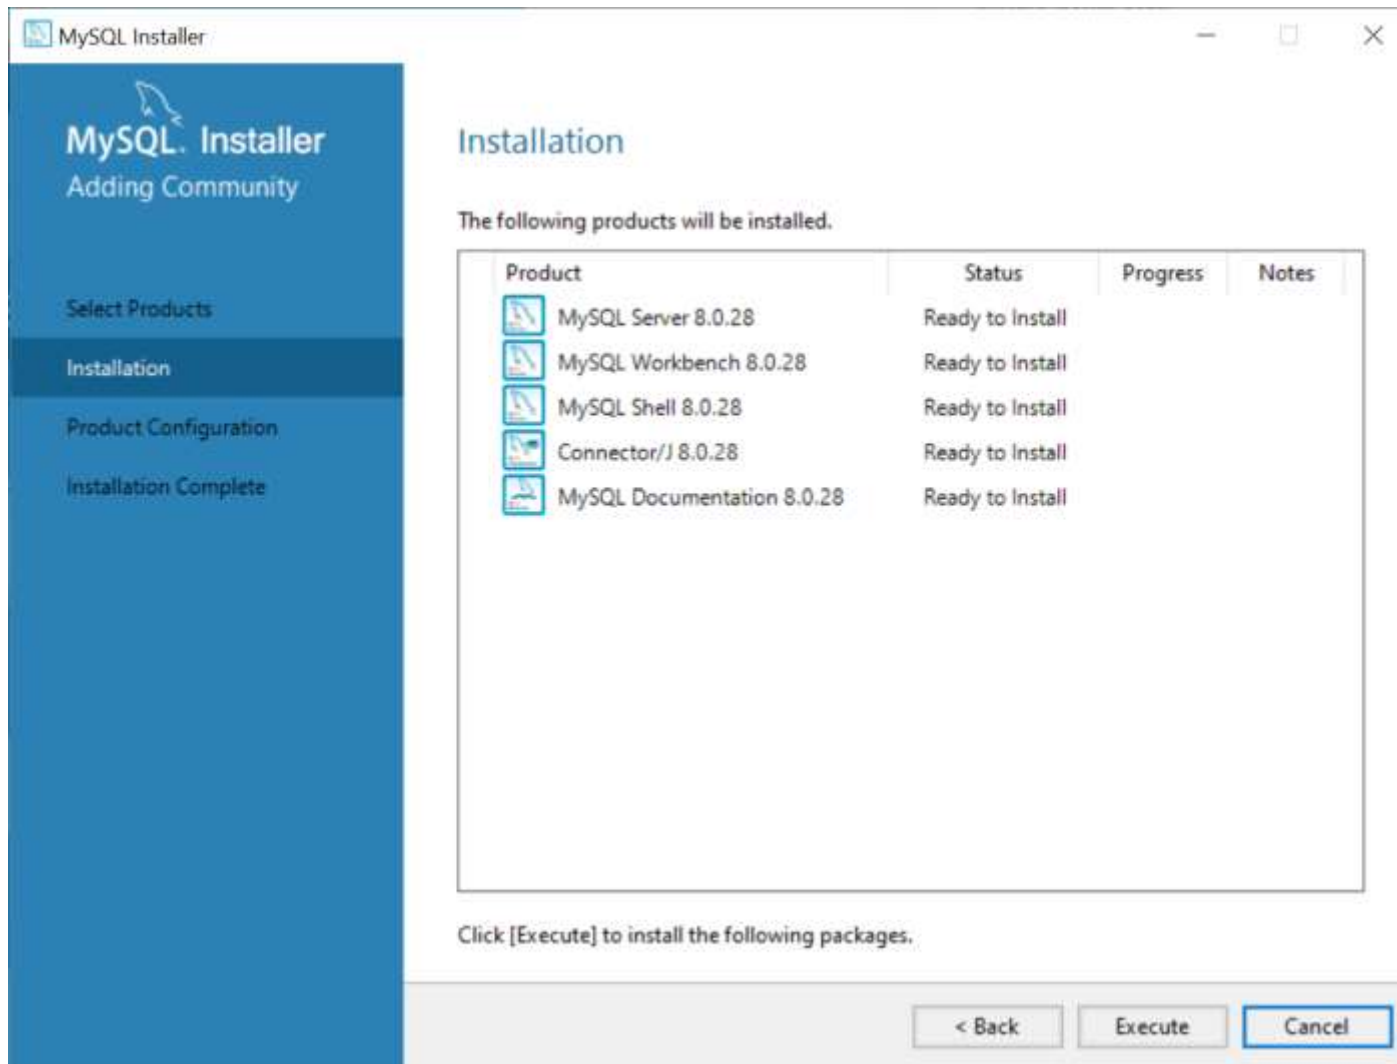 MySQL Installer
MySQL. Installer
Adding Community
Select Products
Installation
Product Configuration
Installation Complete
Installation
The following products will be installed.
Product Status Progress Notes
MySQL Server 8.0.28 Ready to Install
MySQL Workbench 8.0.28 Ready to Install
MySQL Shell 8.0.28 Ready to Install
Connector/J 8.0.28 Ready to Install
MySQL Documentation 8.0.28 Ready to Install
Click [Execute] to install the following packages.
< Back Execute Cancel